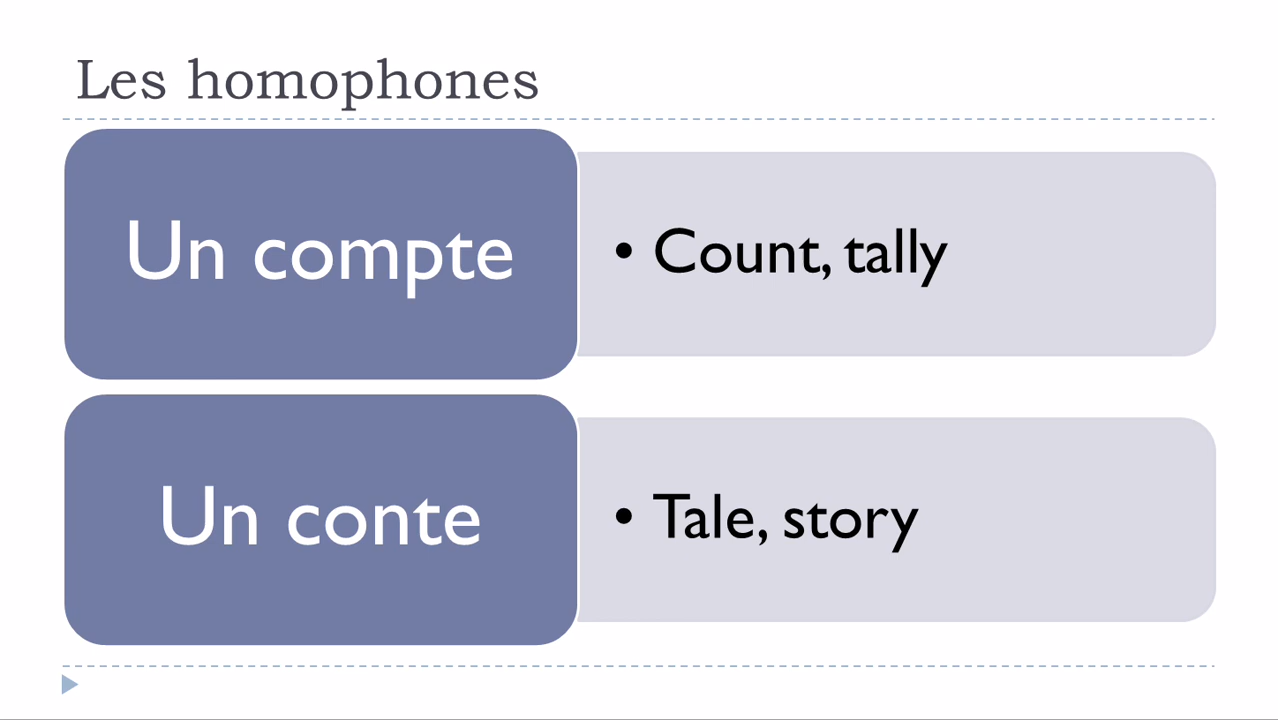 Les homophones
Un compte
• Count, tally
Un conte
• Tale, story